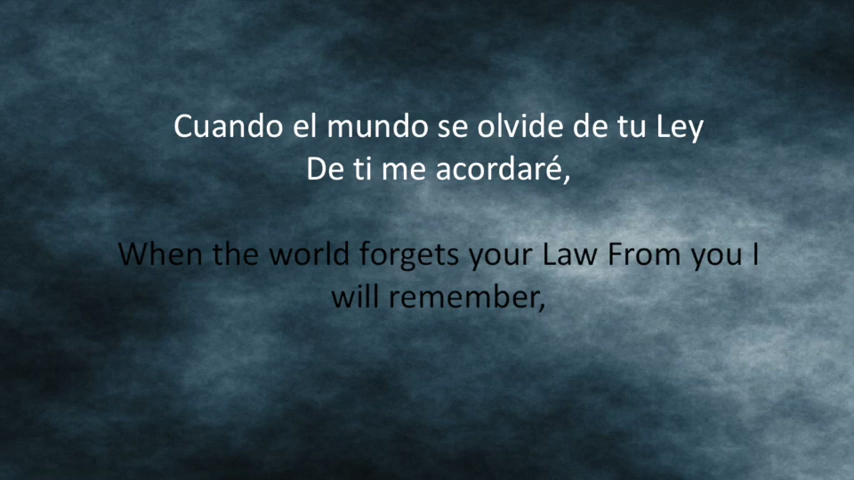 Cuando el mundo se olvide de tu Ley
De ti me acordaré,
When the world forgets your Law From you I
will remember,